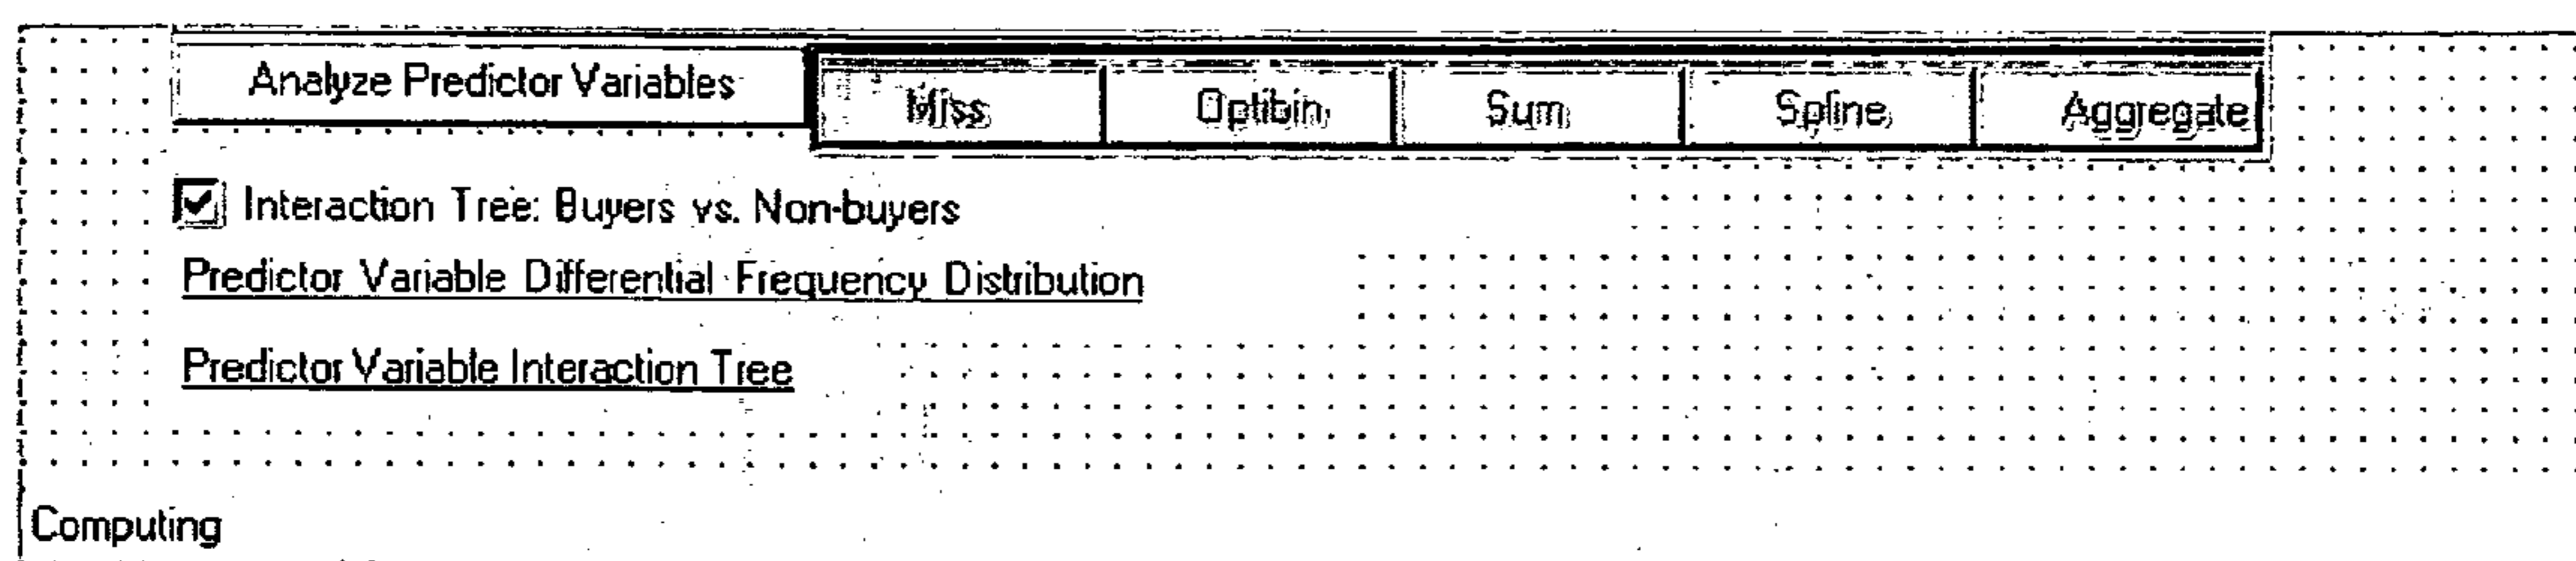 Analyze Predictor Variables Miss Optibin Sum Spline Aggregate
Interaction Tree: Buyers vs. Non-buyers
Predictor Variable Differential Frequency Distribution
Predictor Variable Interaction Tree
Computing